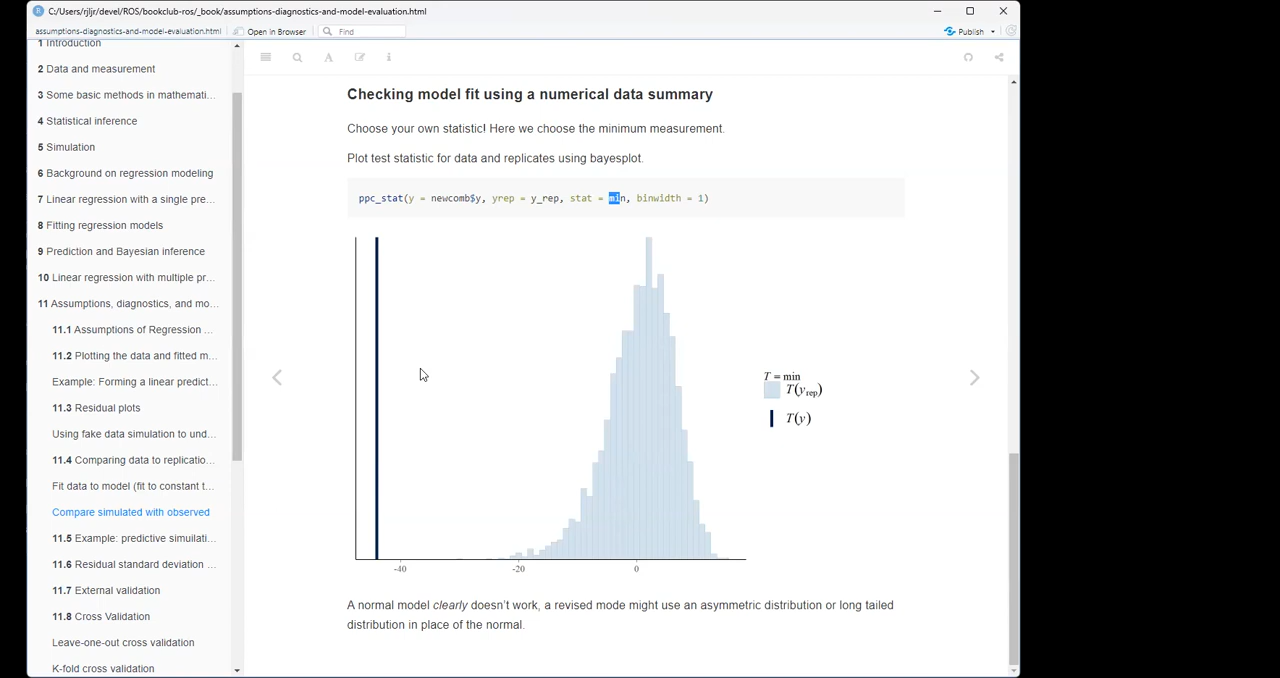 C:/Users/rjljr/devel/ROS/bookclub-ros/_book/assumptions-diagnostics-and-model-evaluation.html
assumptions-diagnostics-and-model-evaluation.html
Open in Browser
Find
Publish
1 Introduction
2 Data and measurement
3 Some basic methods in mathemati...
4 Statistical inference
5 Simulation
6 Background on regression modeling
7 Linear regression with a single pre...
8 Fitting regression models
9 Prediction and Bayesian inference
10 Linear regression with multiple pr...
11 Assumptions, diagnostics, and mo...
11.1 Assumptions of Regression ...
11.2 Plotting the data and fitted m...
Example: Forming a linear predict...
11.3 Residual plots
Using fake data simulation to und...
11.4 Comparing data to replicatio...
Fit data to model (fit to constant t...
Compare simulated with observed
11.5 Example: predictive simuilati...
11.6 Residual standard deviation ...
11.7 External validation
11.8 Cross Validation
Leave-one-out cross validation
K-fold cross validation
Checking model fit using a numerical data summary
Choose your own statistic! Here we choose the minimum measurement.
Plot test statistic for data and replicates using bayesplot.
ppc_stat(y = newcomb$y, yrep = y_rep, stat = min, binwidth = 1)
T = min
T(yrep)
T(y)
-40 -20 0
A normal model clearly doesn't work, a revised mode might use an asymmetric distribution or long tailed
distribution in place of the normal.